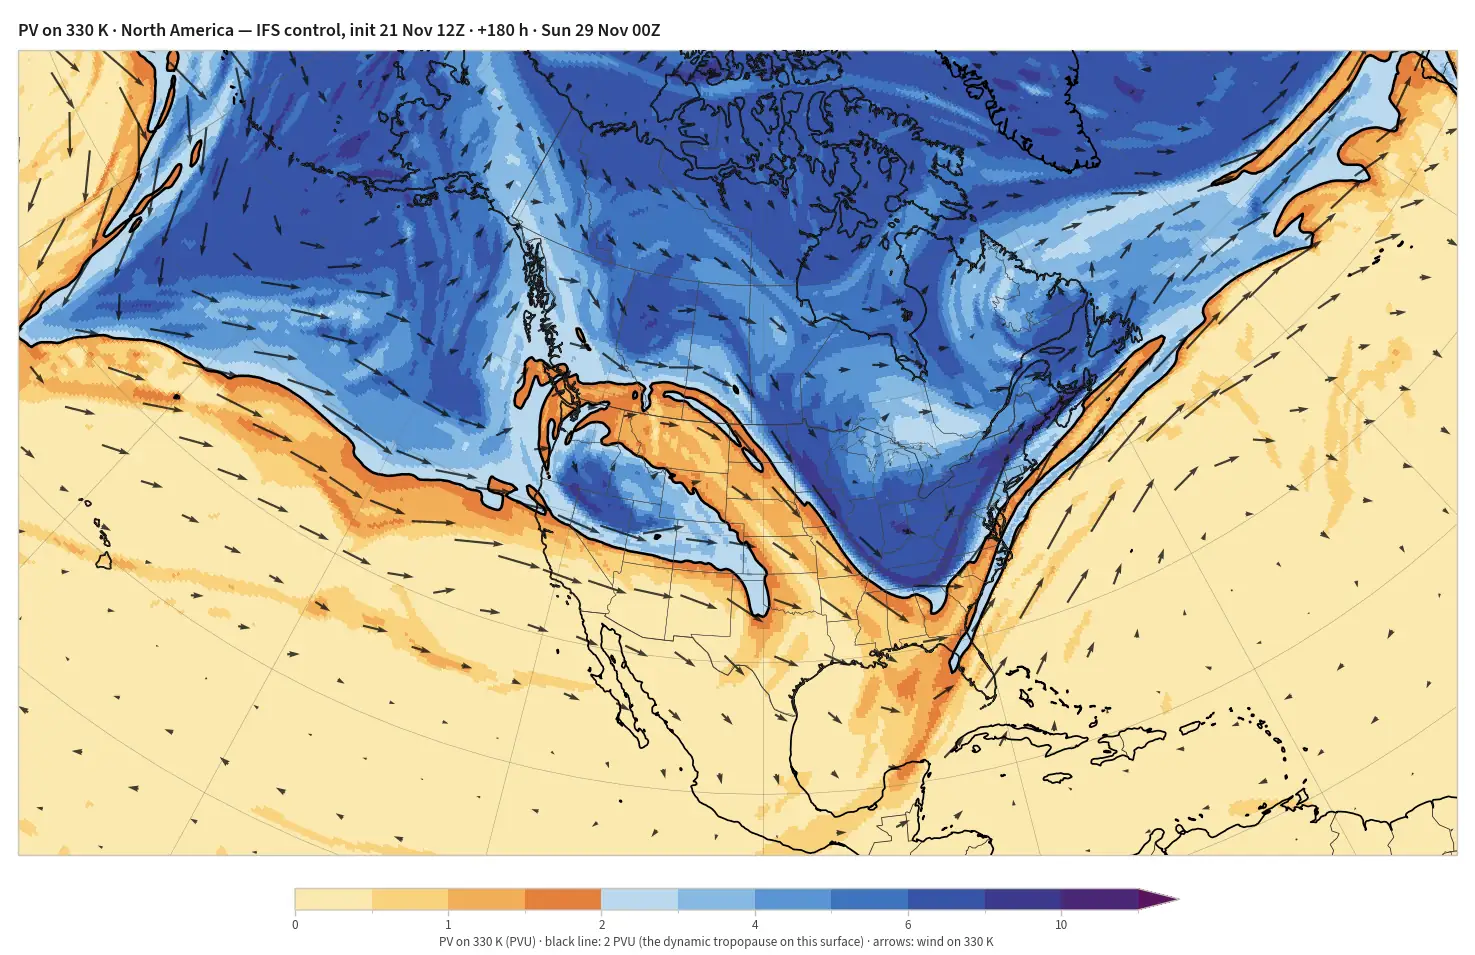 PV on 330 K · North America — IFS control, init 21 Nov 12Z · +180 h · Sun 29 Nov 00Z
0 1 2 4 6 10
PV on 330 K (PVU) · black line: 2 PVU (the dynamic tropopause on this surface) · arrows: wind on 330 K